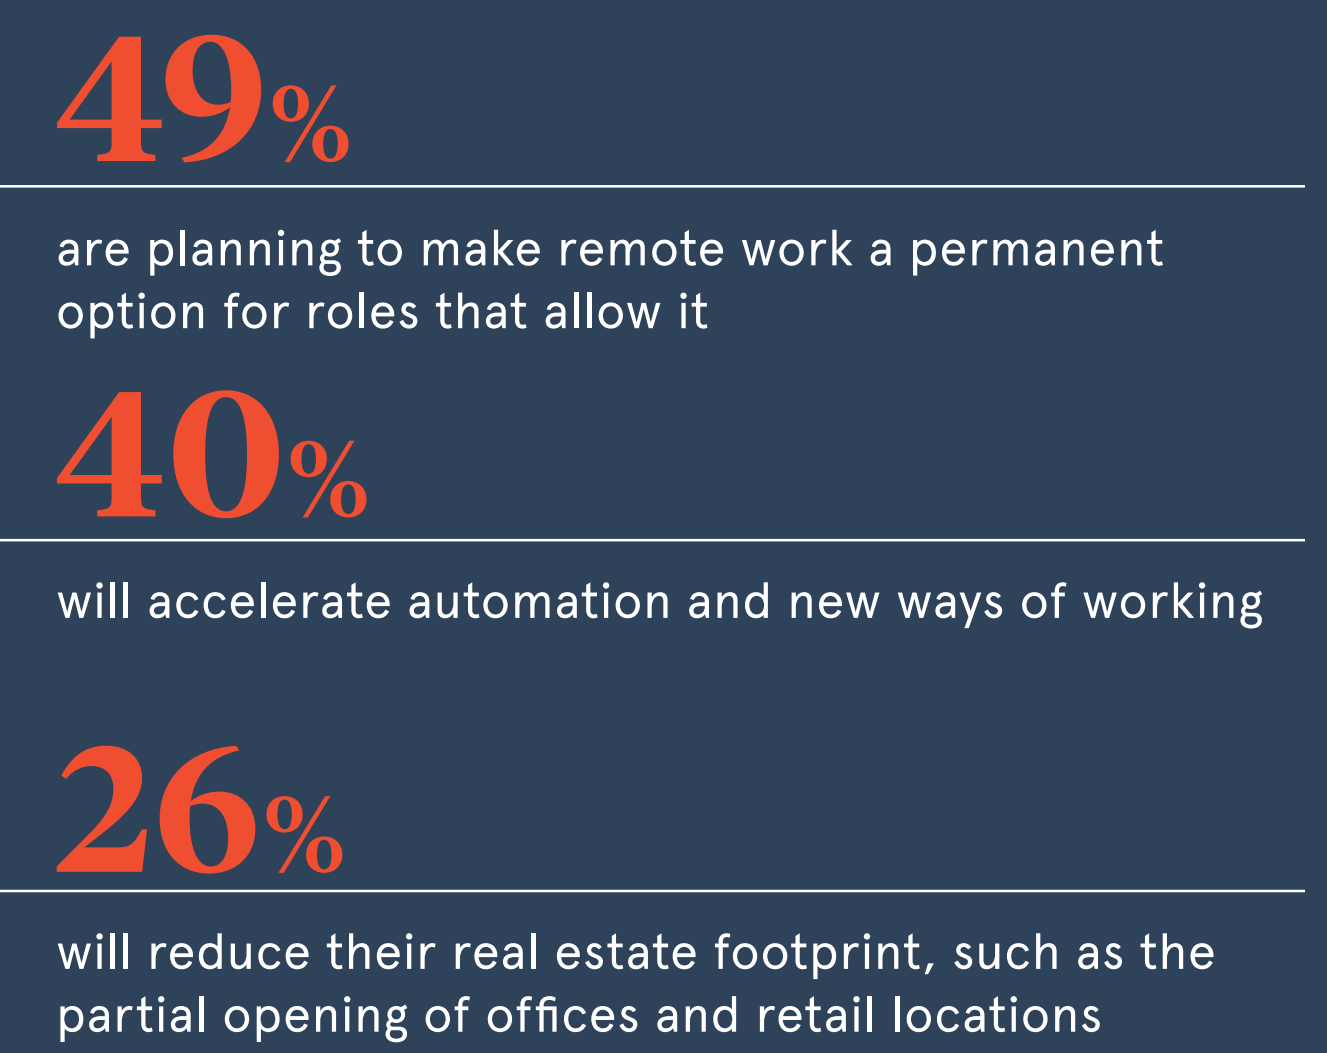 49%
are planning to make remote work a permanent
option for roles that allow it
40%
will accelerate automation and new ways of working
26%
will reduce their real estate footprint, such as the
partial opening of offices and retail locations